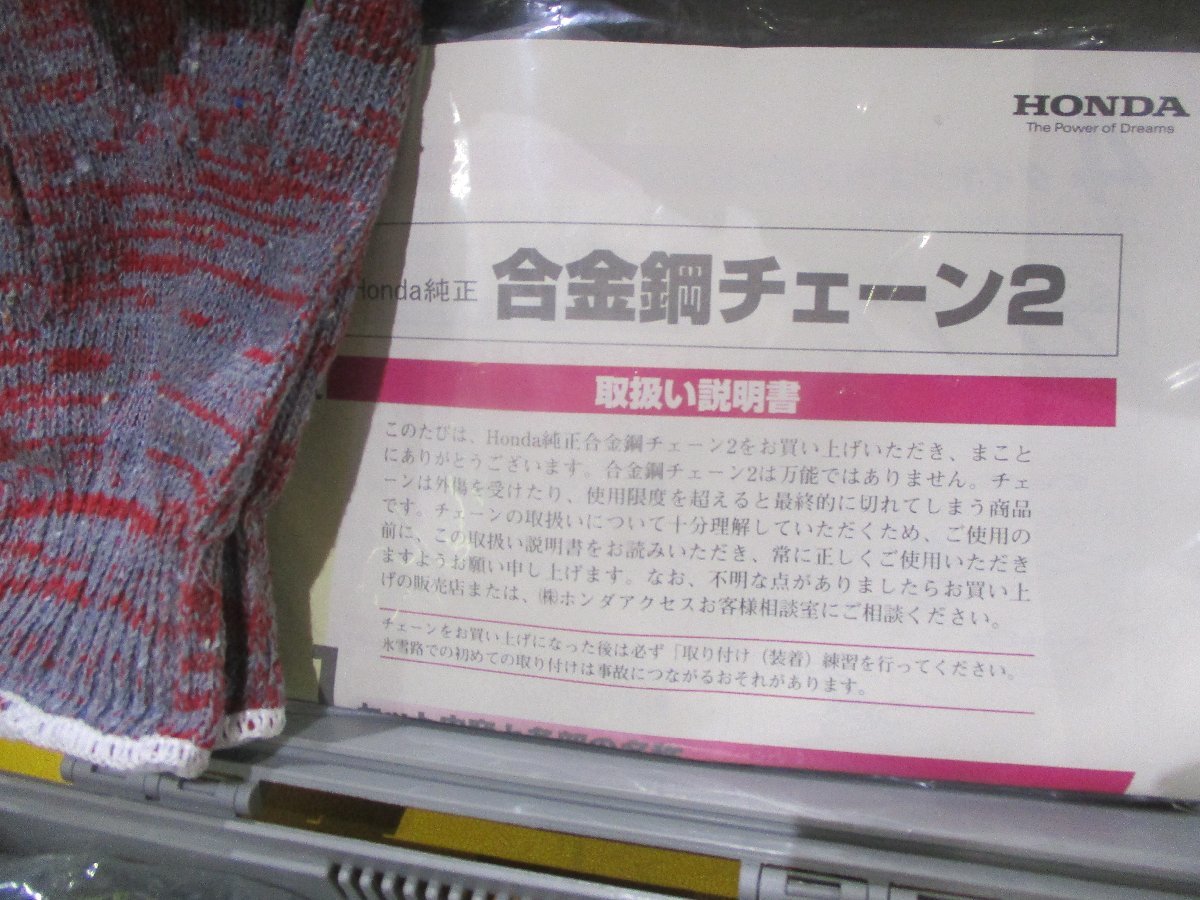 HONDA
The Power of Dreams
Honda純正 合金鋼チェーン2
取扱い説明書
このたびは、Honda純正合金鋼チェーン2をお買い上げいただき、まこと
にありがとうございます。合金鋼チェーン2は万能ではありません。チェ
ーンは外傷を受けたり、使用限度を超えると最終的に切れてしまう商品
です。チェーンの取扱いについて十分理解していただくため、ご使用の
前に、この取扱い説明書をお読みいただき、常に正しくご使用いただき
ますようお願い申し上げます。なお、不明な点がありましたらお買い上
げの販売店または、㈱ホンダアクセスお客様相談室にご相談ください。
チェーンをお買い上げになった後は必ず「取り付け（装着）練習を行ってください。
氷雪路での初めての取り付けは事故につながるおそれがあります。